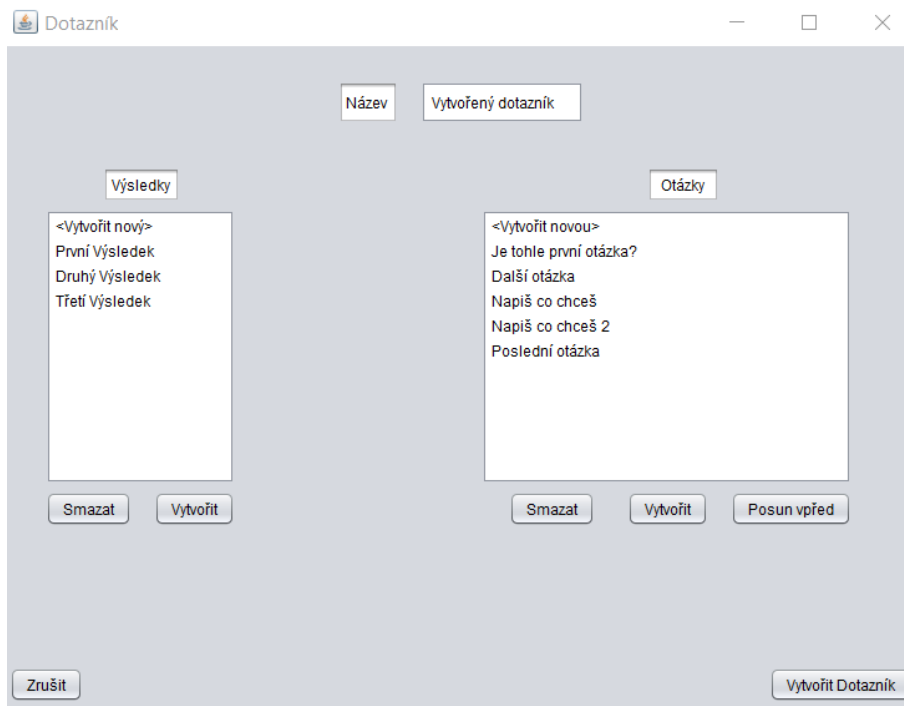 Dotazník
Název
Vytvořený dotazník
Výsledky
<Vytvořit nový>
První Výsledek
Druhý Výsledek
Třetí Výsledek
Smazat
Vytvořit
Otázky
<Vytvořit novou>
Je tohle první otázka?
Další otázka
Napiš co chceš
Napiš co chceš 2
Poslední otázka
Smazat
Vytvořit
Posun vpřed
Zrušit
Vytvořit Dotazník